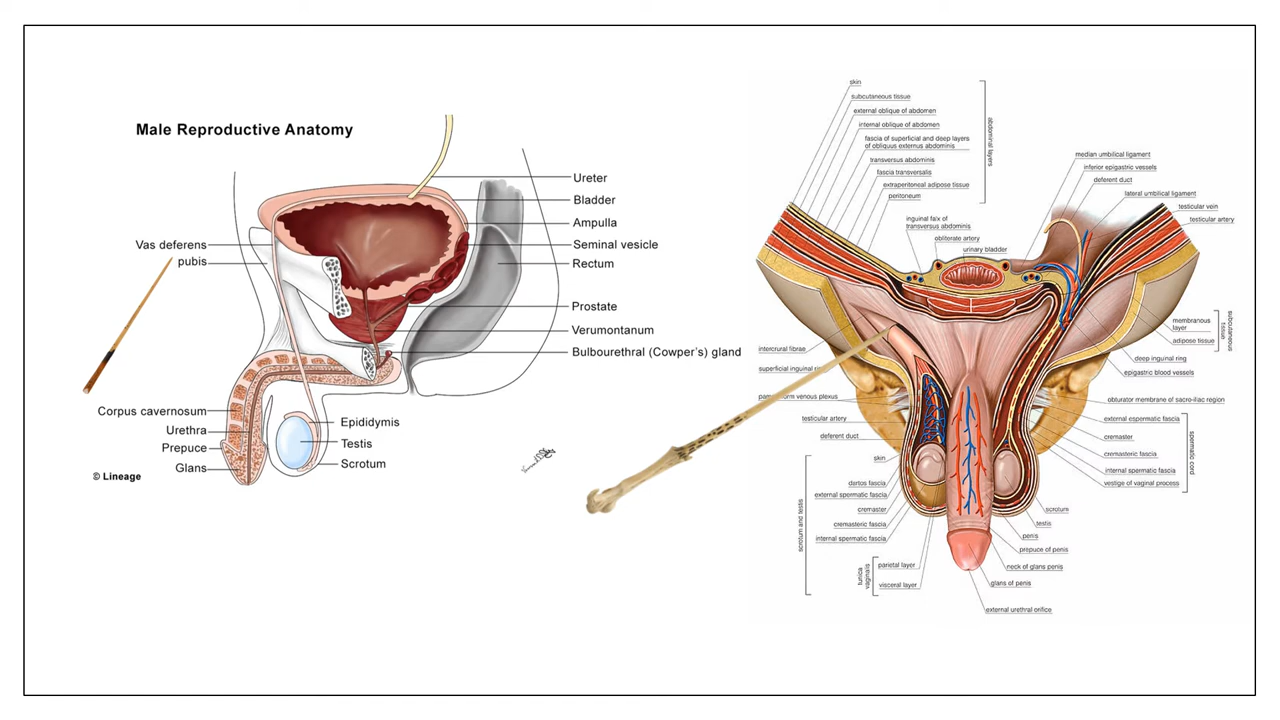 Male Reproductive Anatomy
Ureter
Bladder
Ampulla
Seminal vesicle
Rectum
Prostate
Verumontanum
Bulbourethral (Cowper's) gland
Vas deferens
pubis
Corpus cavernosum
Urethra
Prepuce
Glans
Epididymis
Testis
Scrotum
© Lineage
skin
subcutaneous tissue
external oblique of abdomen
internal oblique of abdomen
fascia of superficial and deep layers
of obliquus externus abdominis
transversus abdominis
fascia transversalis
extraperitoneal adipose tissue
peritoneum
abdominal layers
inguinal falx of
transversus abdominis
obliterate artery
urinary bladder
median umbilical ligament
inferior epigastric vessels
deferent duct
lateral umbilical ligament
testicular vein
testicular artery
membranous
layer
adipose tissue
subcutaneous
tissue
deep inguinal ring
epigastric blood vessels
obturator membrane of sacro-iliac region
external espermatic fascia
cremaster
cremasteric fascia
internal spermatic fascia
vestige of vaginal process
spermatic cord
intercrural fibrae
superficial inguinal
venous plexus
testicular artery
deferent duct
skin
dartos fascia
external spermatic fascia
cremaster
cremasteric fascia
internal spermatic fascia
scrotum and testis
parietal layer
visceral layer
tunica
vaginalis
scrotum
testis
penis
prepuce of penis
neck of glans penis
glans of penis
external urethral orifice